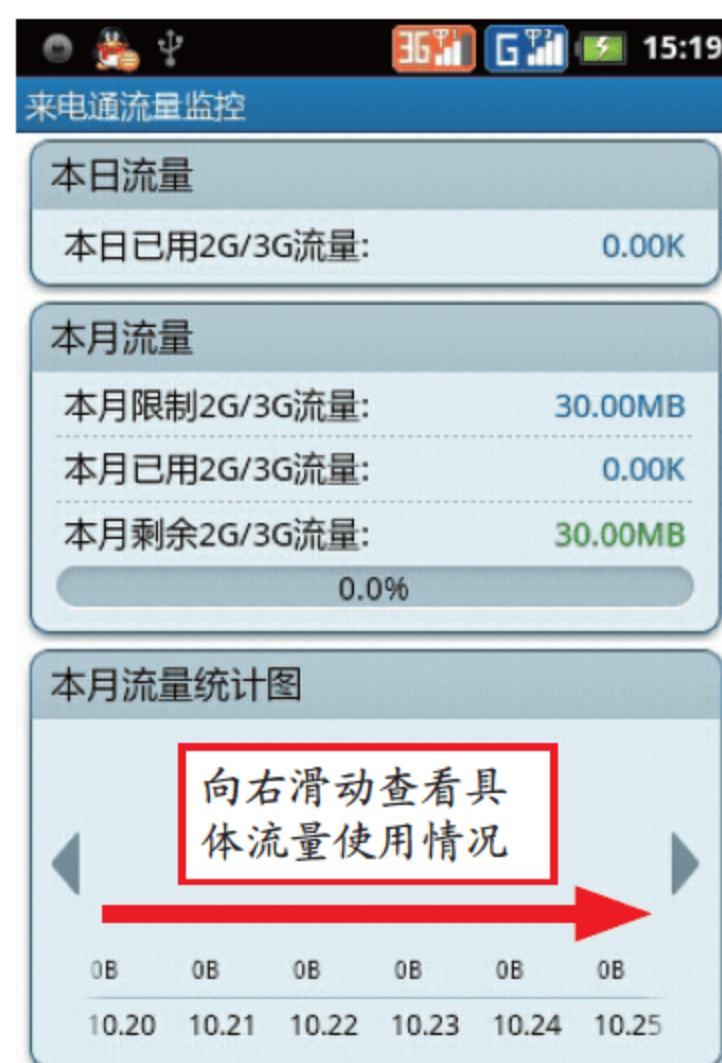 3G 1 G 2 15:19
来电通流量监控
本日流量
本日已用2G/3G流量: 0.00K
本月流量
本月限制2G/3G流量: 30.00MB
本月已用2G/3G流量: 0.00K
本月剩余2G/3G流量: 30.00MB
0.0%
本月流量统计图
向右滑动查看具
体流量使用情况
0B 0B 0B 0B 0B 0B
10.20 10.21 10.22 10.23 10.24 10.25